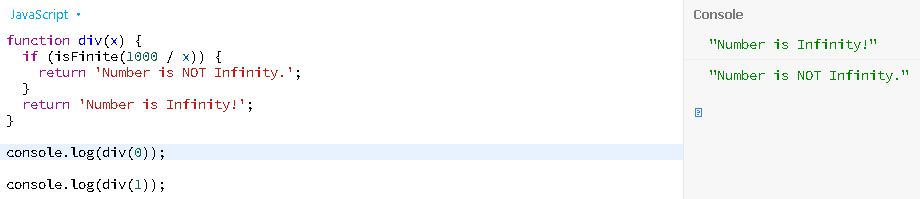 JavaScript
function div(x) {
  if (isFinite(1000 / x)) {
    return 'Number is NOT Infinity.';
  }
  return 'Number is Infinity!';
}
console.log(div(0));
console.log(div(1));
Console
"Number is Infinity!"
"Number is NOT Infinity."